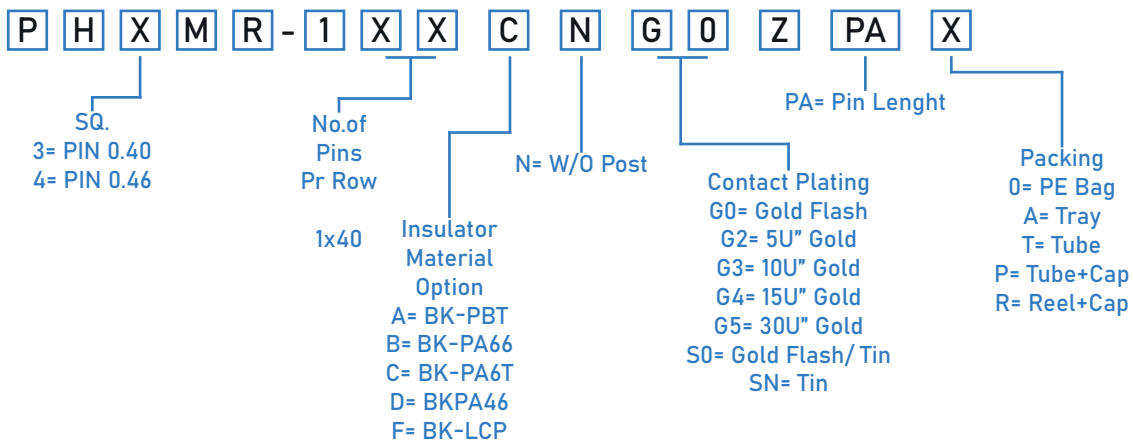 P H X M R - 1 X X C N G 0 Z PA X
SQ.
3= PIN 0.40
4= PIN 0.46
No.of
Pins
Pr Row
1x40
Insulator
Material
Option
A= BK-PBT
B= BK-PA66
C= BK-PA6T
D= BKPA46
F= BK-LCP
N= W/O Post
Contact Plating
G0= Gold Flash
G2= 5U" Gold
G3= 10U" Gold
G4= 15U" Gold
G5= 30U" Gold
S0= Gold Flash/ Tin
SN= Tin
PA= Pin Lenght
Packing
0= PE Bag
A= Tray
T= Tube
P= Tube+Cap
R= Reel+Cap